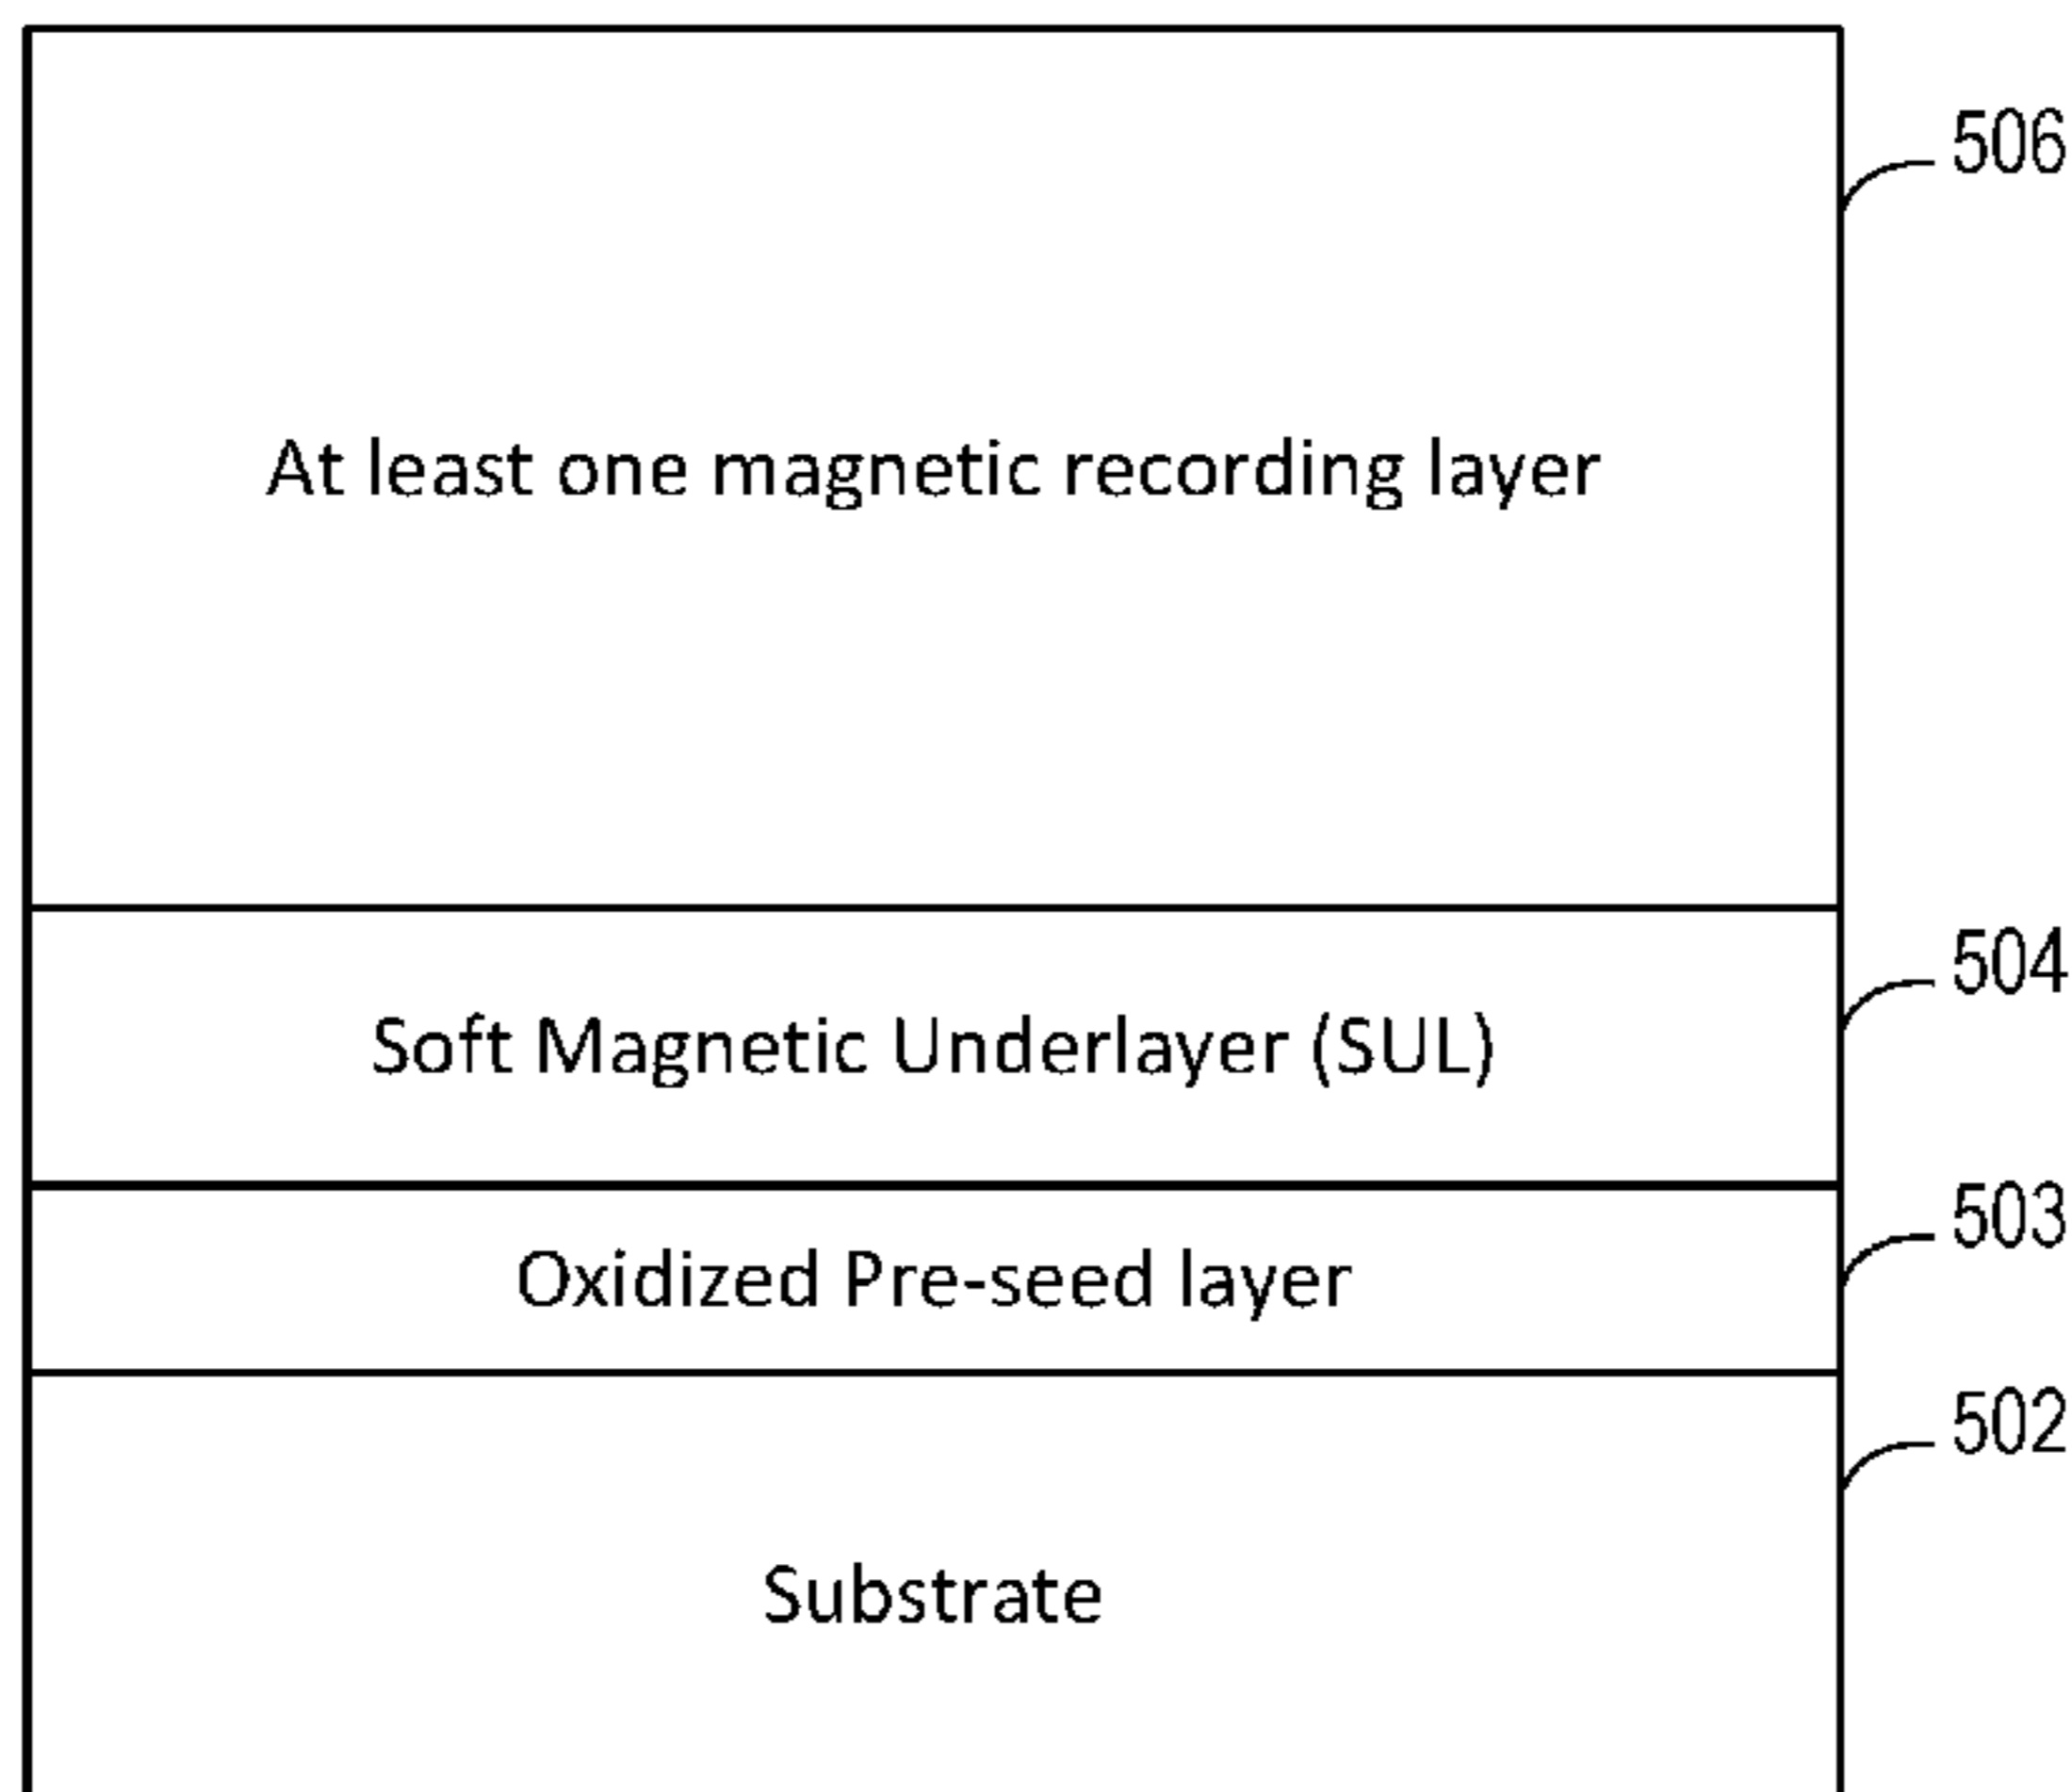 506
At least one magnetic recording layer
504
Soft Magnetic Underlayer (SUL)
503
Oxidized Pre-seed layer
502
Substrate